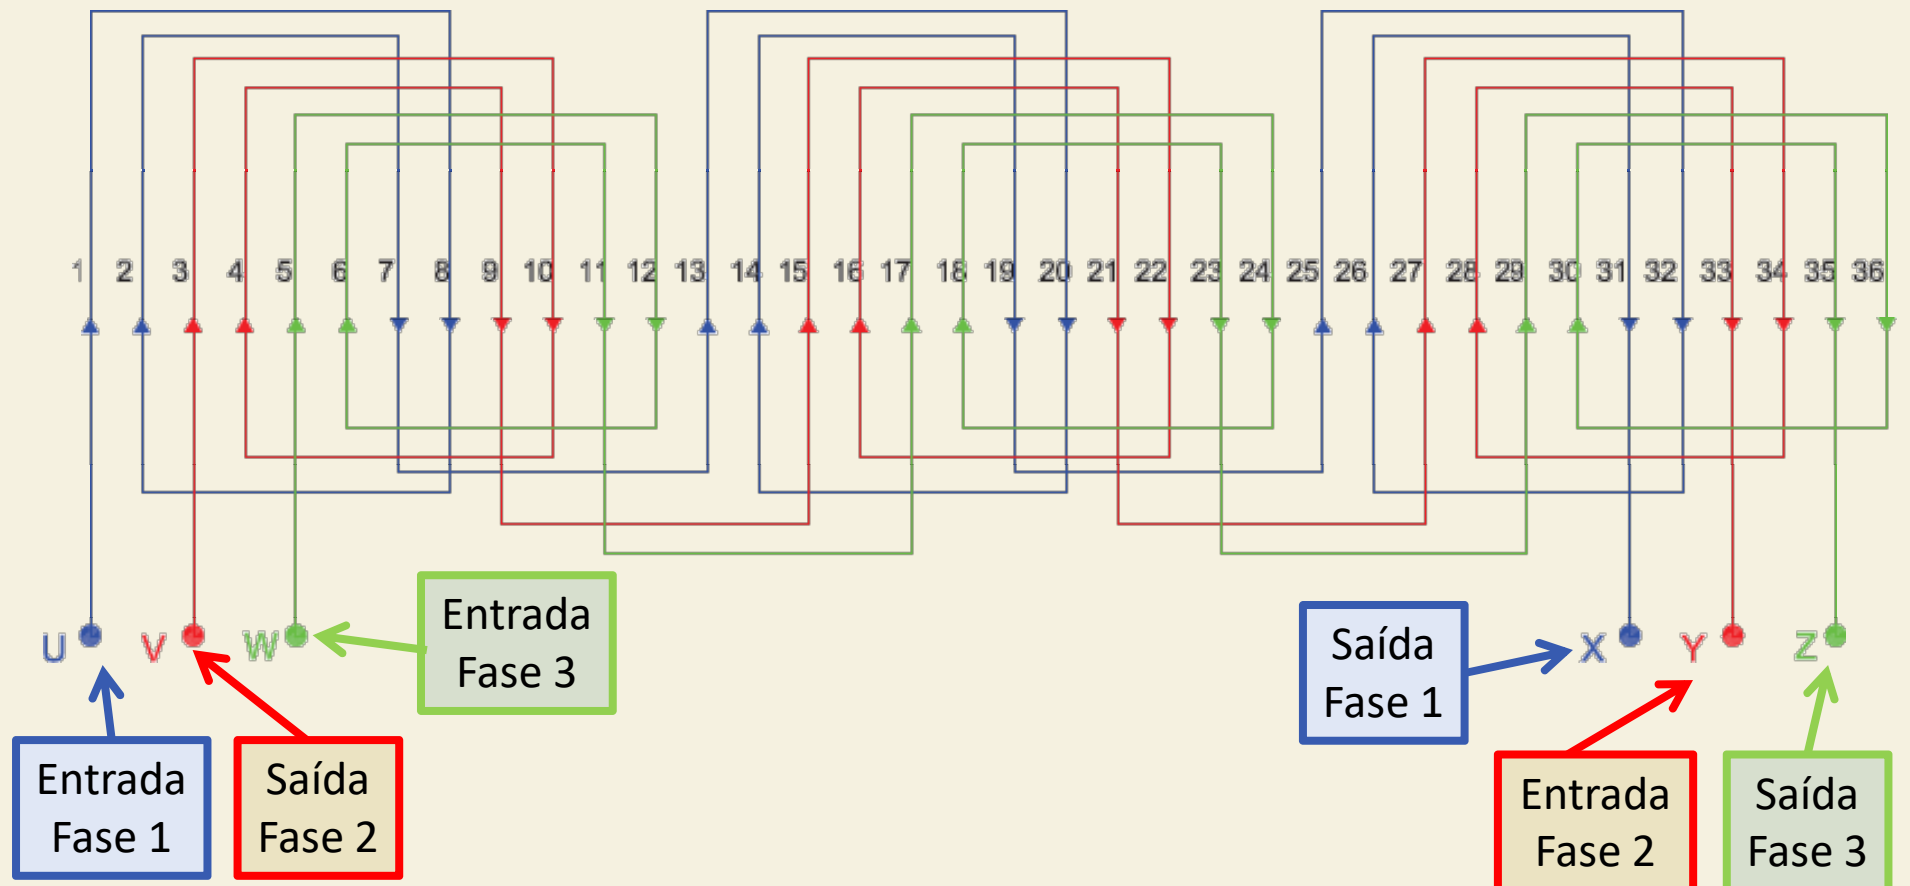 1 2 3 4 5 6 7 8 9 10 11 12 13 14 15 16 17 18 19 20 21 22 23 24 25 26 27 28 29 30 31 32 33 34 35 36
U V W X Y Z
Entrada
Fase 3
Saída
Fase 1
Entrada
Fase 1
Saída
Fase 2
Entrada
Fase 2
Saída
Fase 3